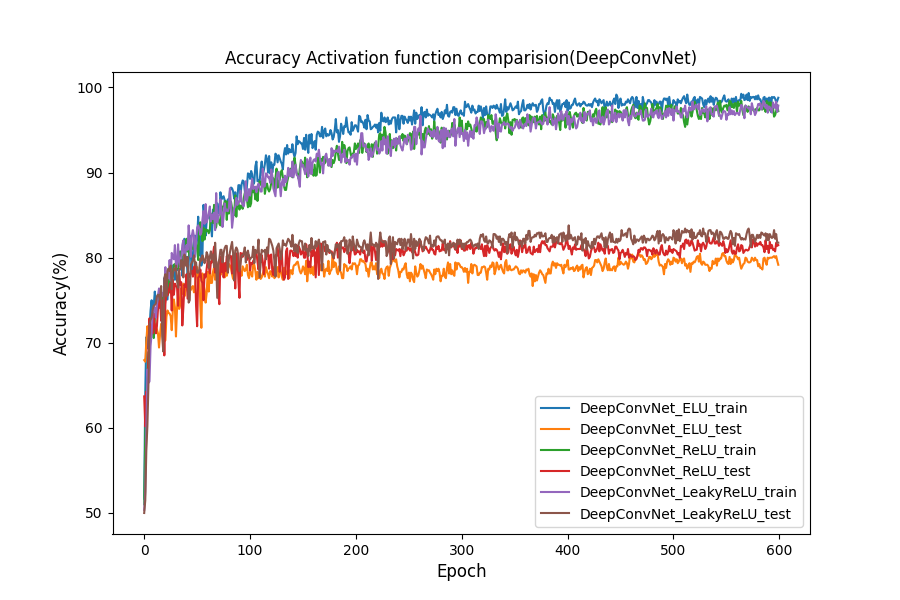 Accuracy Activation function comparision(DeepConvNet)
100
90
80
70
60
50
Accuracy(%)
0 100 200 300 400 500 600
Epoch
DeepConvNet_ELU_train
DeepConvNet_ELU_test
DeepConvNet_ReLU_train
DeepConvNet_ReLU_test
DeepConvNet_LeakyReLU_train
DeepConvNet_LeakyReLU_test